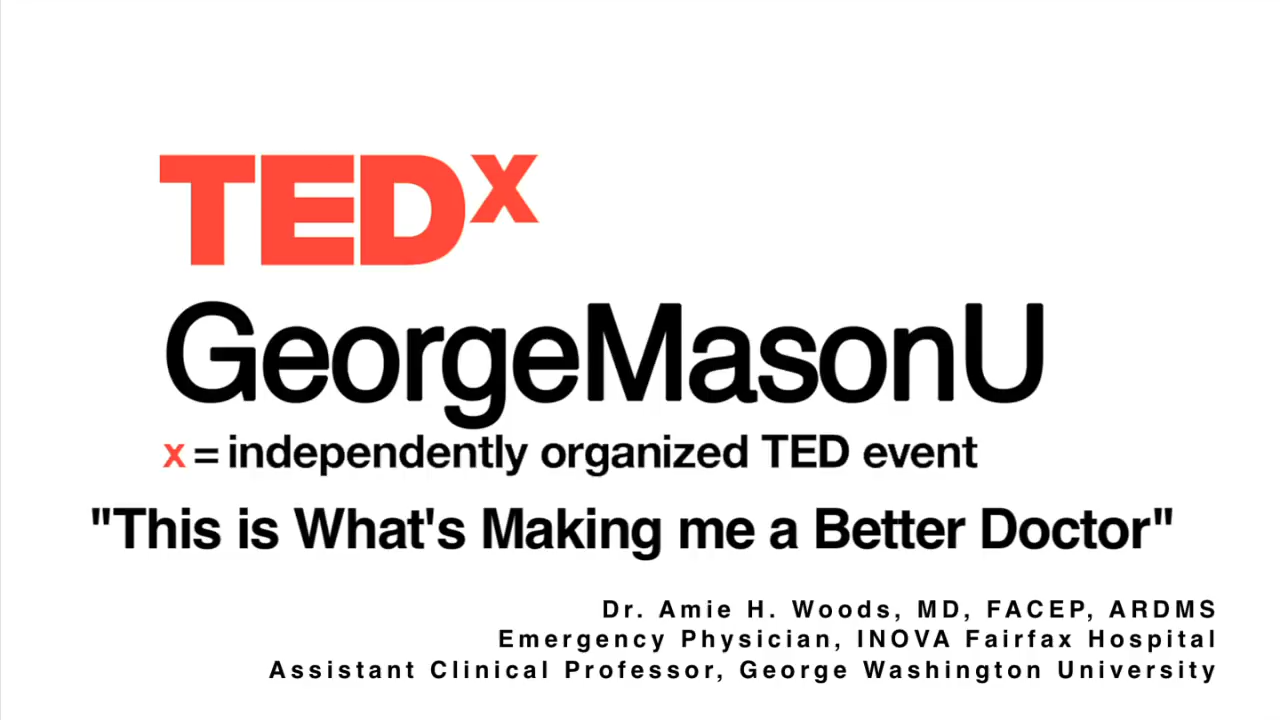 TEDx
GeorgeMasonU
x = independently organized TED event
"This is What's Making me a Better Doctor"
Dr. Amie H. Woods, MD, FACEP, ARDMS
Emergency Physician, INOVA Fairfax Hospital
Assistant Clinical Professor, George Washington University